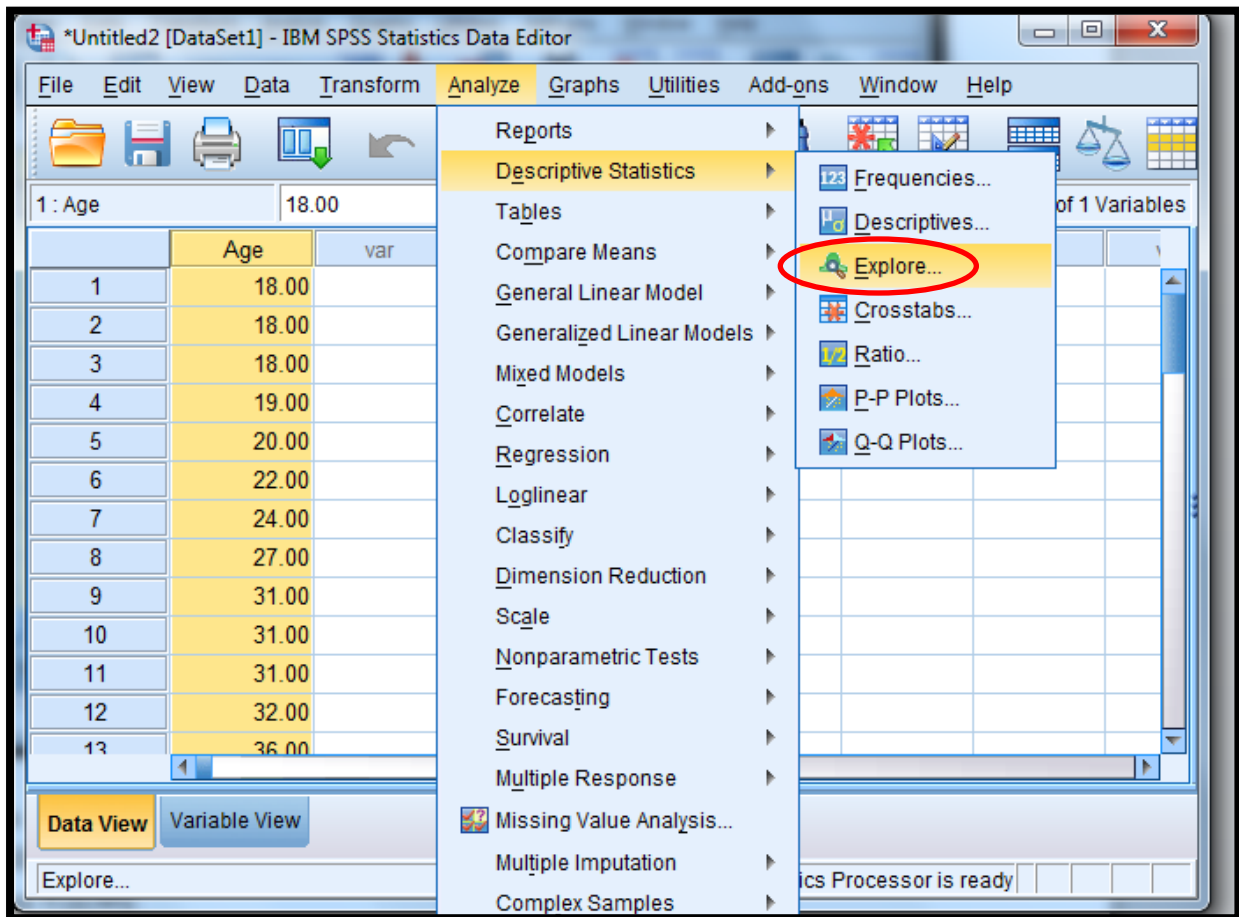 *Untitled2 [DataSet1] - IBM SPSS Statistics Data Editor
File Edit View Data Transform Analyze Graphs Utilities Add-ons Window Help
1 : Age 18.00 of 1 Variables
Age var
1 18.00
2 18.00
3 18.00
4 19.00
5 20.00
6 22.00
7 24.00
8 27.00
9 31.00
10 31.00
11 31.00
12 32.00
13 36.00
Reports
Descriptive Statistics
Tables
Compare Means
General Linear Model
Generalized Linear Models
Mixed Models
Correlate
Regression
Loglinear
Classify
Dimension Reduction
Scale
Nonparametric Tests
Forecasting
Survival
Multiple Response
Missing Value Analysis...
Multiple Imputation
Complex Samples
123 Frequencies...
Descriptives...
Explore...
Crosstabs...
1/2 Ratio...
P-P Plots...
Q-Q Plots...
Data View Variable View
Explore... ics Processor is ready